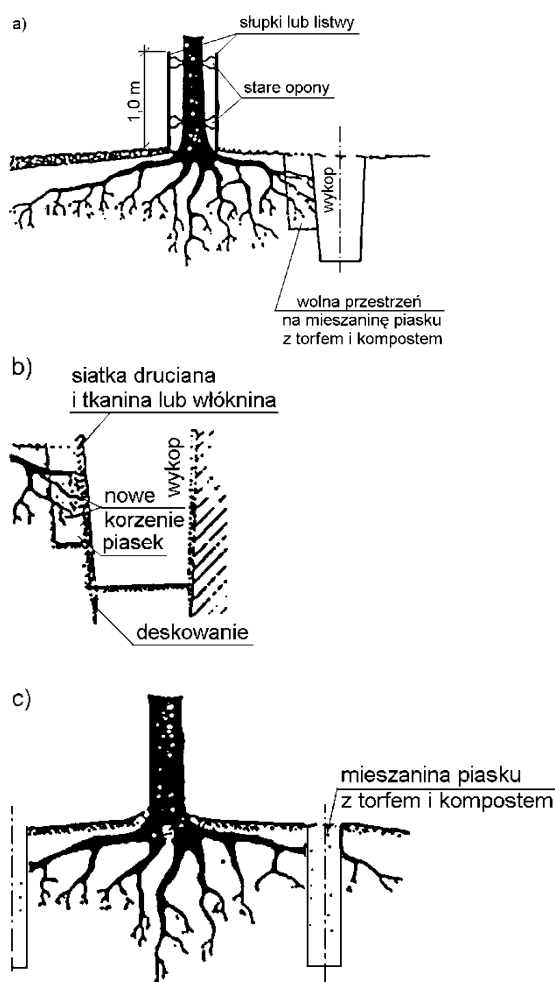 a)
słupki lub listwy
stare opony
1,0 m
wykop
wolna przestrzeń
na mieszaninę piasku
z torfem i kompostem
b)
siatka druciana
i tkanina lub włóknina
wykop
nowe
korzenie
piasek
deskowanie
c)
mieszanina piasku
z torfem i kompostem